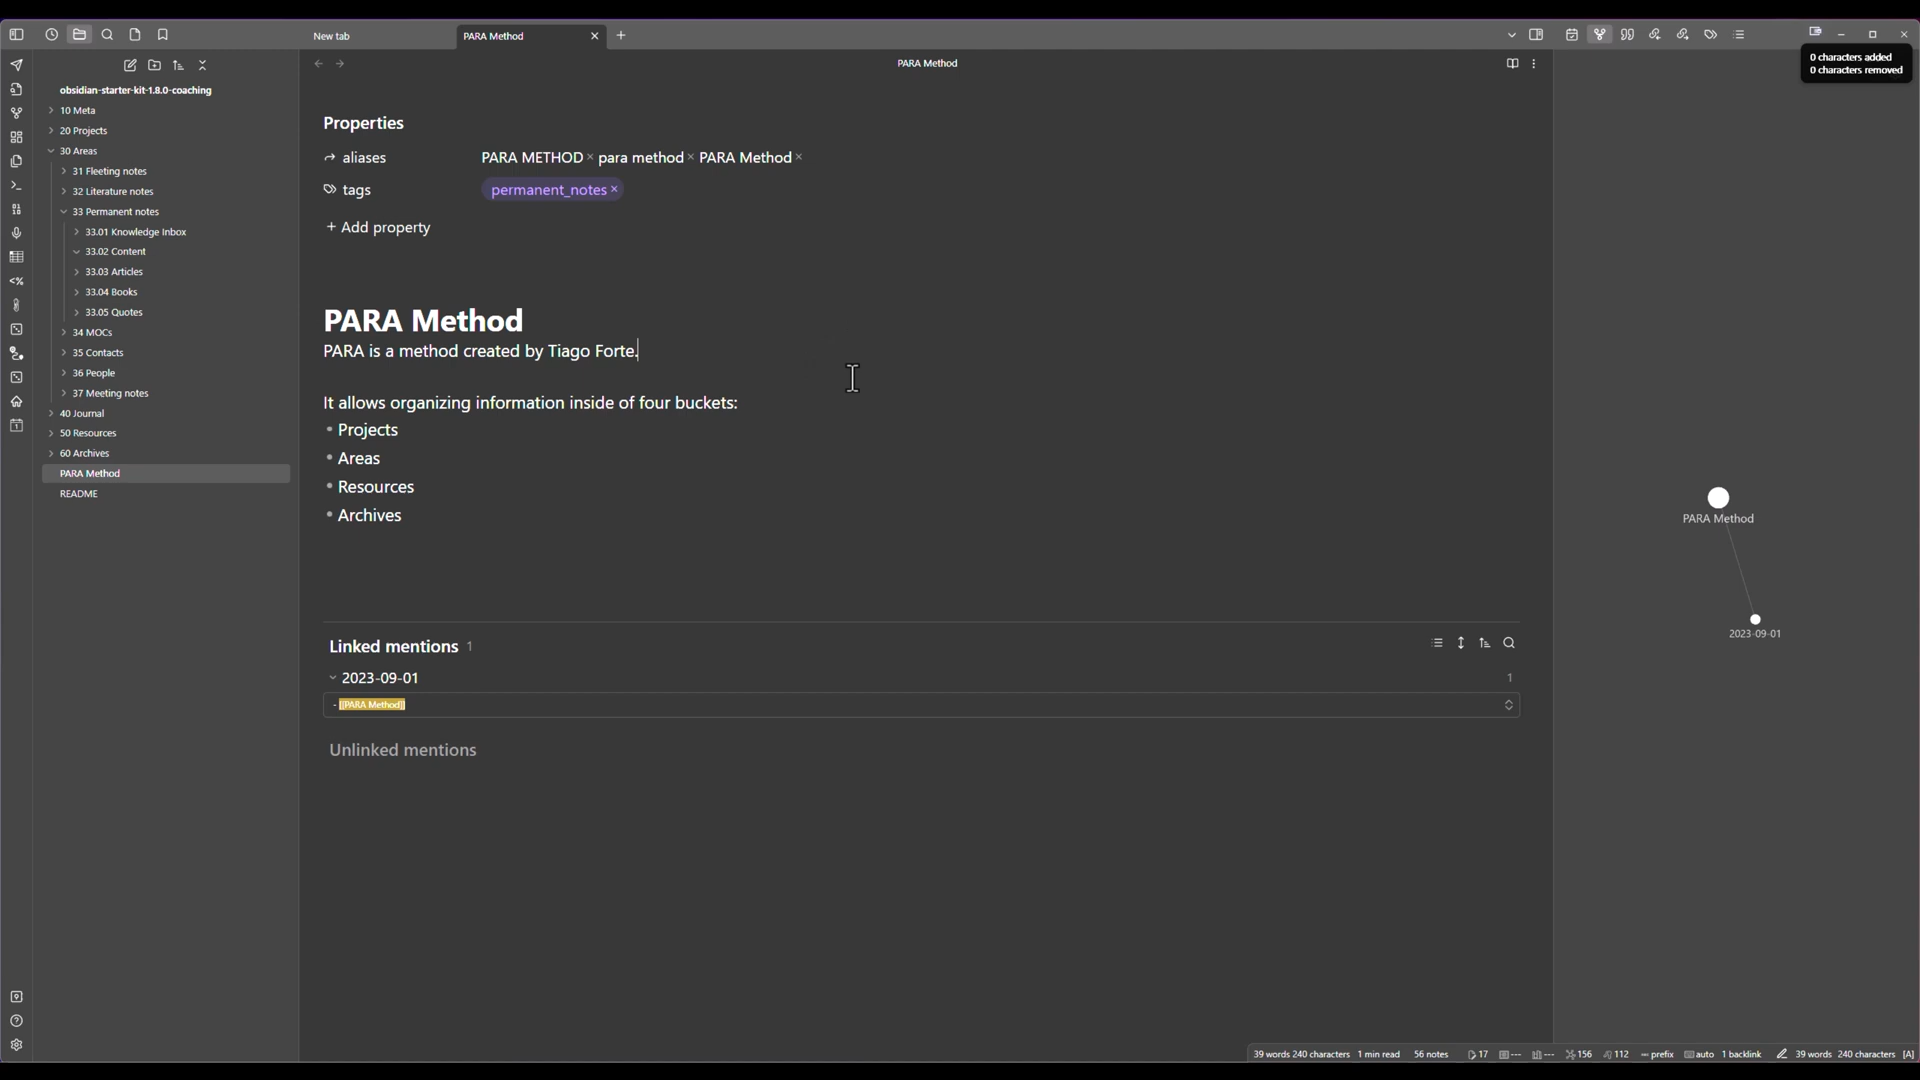 New tab
PARA Method
0 characters added
0 characters removed
obsidian-starter-kit-1.8.0-coaching
10 Meta
20 Projects
30 Areas
31 Fleeting notes
32 Literature notes
33 Permanent notes
33.01 Knowledge Inbox
33.02 Content
33.03 Articles
33.04 Books
33.05 Quotes
34 MOCs
35 Contacts
36 People
37 Meeting notes
40 Journal
50 Resources
60 Archives
PARA Method
README
PARA Method
Properties
aliases PARA METHOD × para method × PARA Method ×
tags permanent_notes ×
+ Add property
PARA Method
PARA is a method created by Tiago Forte.
It allows organizing information inside of four buckets:
• Projects
• Areas
• Resources
• Archives
Linked mentions 1
2023-09-01 1
- [[PARA Method]]
Unlinked mentions
PARA Method
2023-09-01
39 words 240 characters 1 min read 56 notes 17 --- --- 156 112 prefix auto 1 backlink 39 words 240 characters [A]